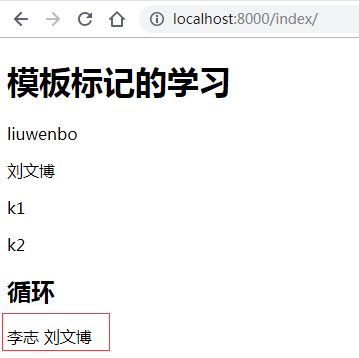 localhost:8000/index/
模板标记的学习
liuwenbo
刘文博
k1
k2
循环
李志 刘文博